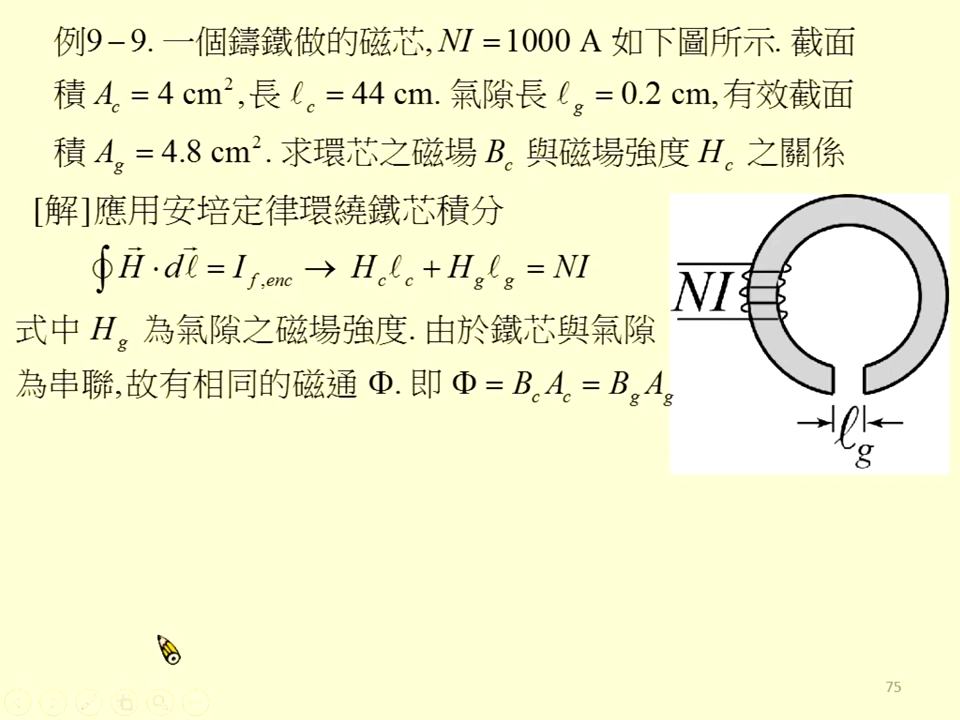 例9－9. 一個鑄鐵做的磁芯, NI = 1000 A 如下圖所示. 截面
積 A_c = 4 cm², 長 ℓ_c = 44 cm. 氣隙長 ℓ_g = 0.2 cm, 有效截面
積 A_g = 4.8 cm². 求環芯之磁場 B_c 與磁場強度 H_c 之關係
[解]應用安培定律環繞鐵芯積分
∮ H⃗ · dℓ⃗ = I_{f,enc} → H_c ℓ_c + H_g ℓ_g = NI
式中 H_g 為氣隙之磁場強度. 由於鐵芯與氣隙
為串聯, 故有相同的磁通 Φ. 即 Φ = B_c A_c = B_g A_g
NI
ℓ_g
75